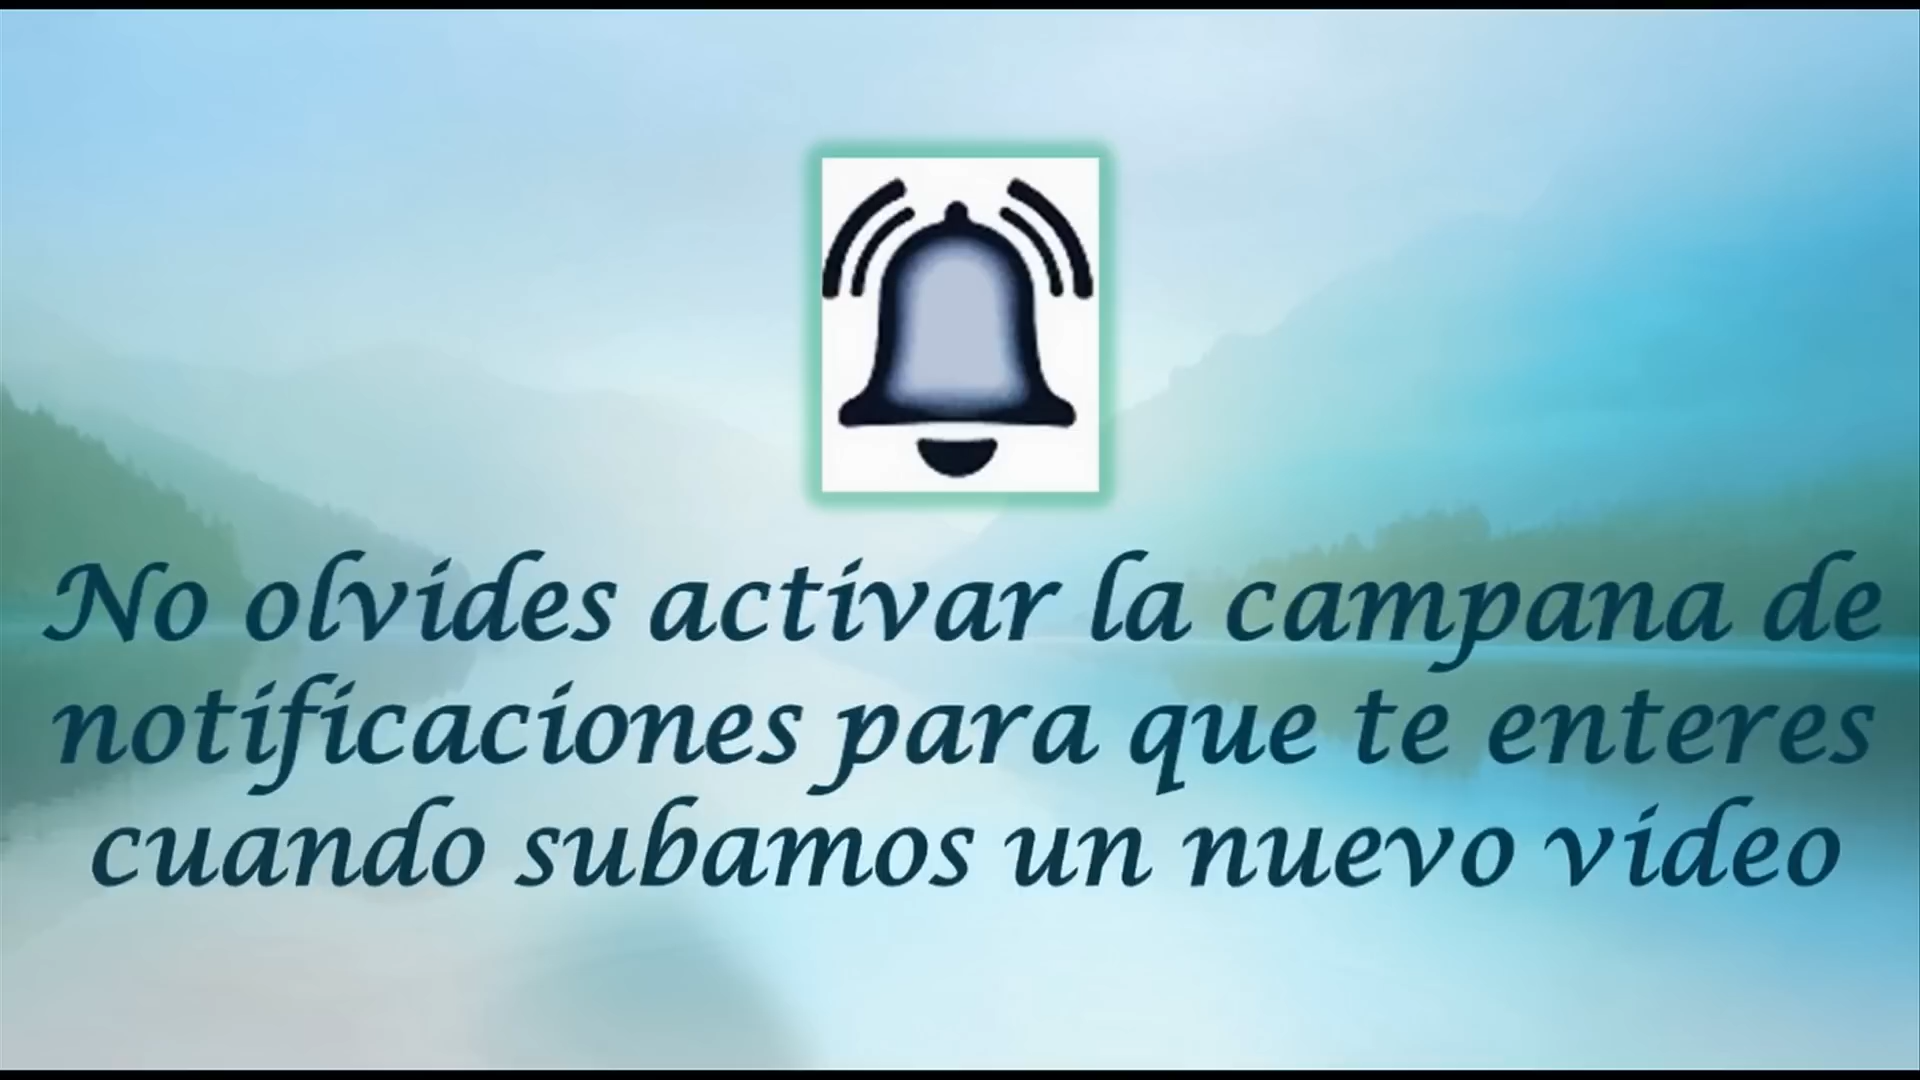 No olvides activar la campana de
notificaciones para que te enteres
cuando subamos un nuevo video